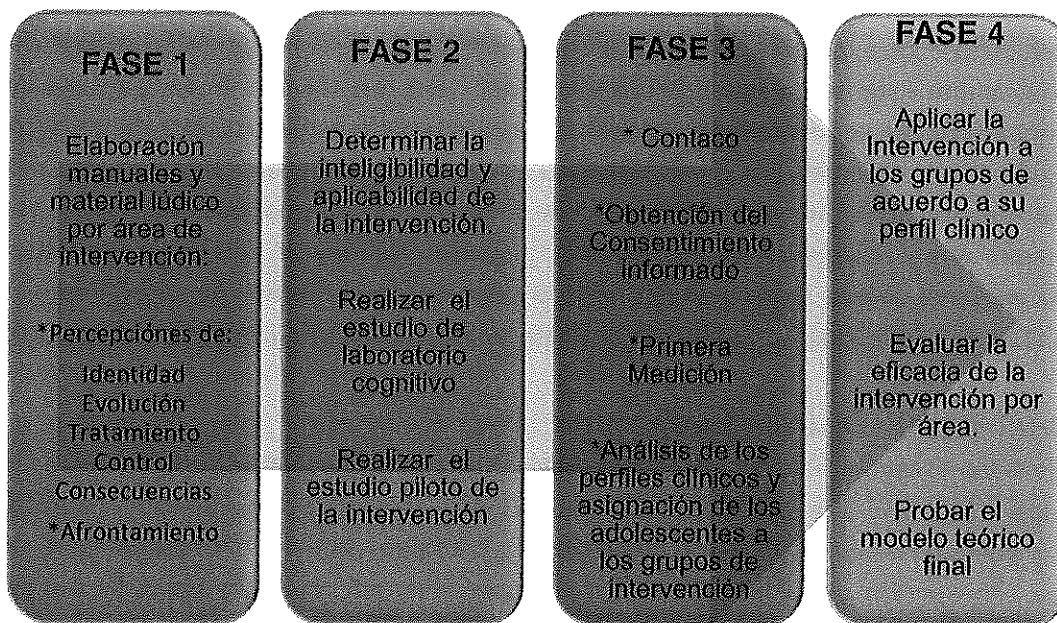 FASE 1
Elaboración
manuales y
material lúdico
por área de
intervención:
*Percepciónes de:
Identidad
Evolución
Tratamiento
Control
Consecuencias
*Afrontamiento
FASE 2
Determinar la
inteligibilidad y
aplicabilidad de
la intervención.
Realizar el
estudio de
laboratorio
cognitivo
Realizar el
estudio piloto de
la intervención
FASE 3
* Contaco
*Obtención del
Consentimiento
informado
*Primera
Medición
*Análisis de los
perfiles clínicos y
asignación de los
adolescentes a
los grupos de
intervención
FASE 4
Aplicar la
Intervención a
los grupos de
acuerdo a su
perfil clínico
Evaluar la
eficacia de la
intervención por
área.
Probar el
modelo teórico
final